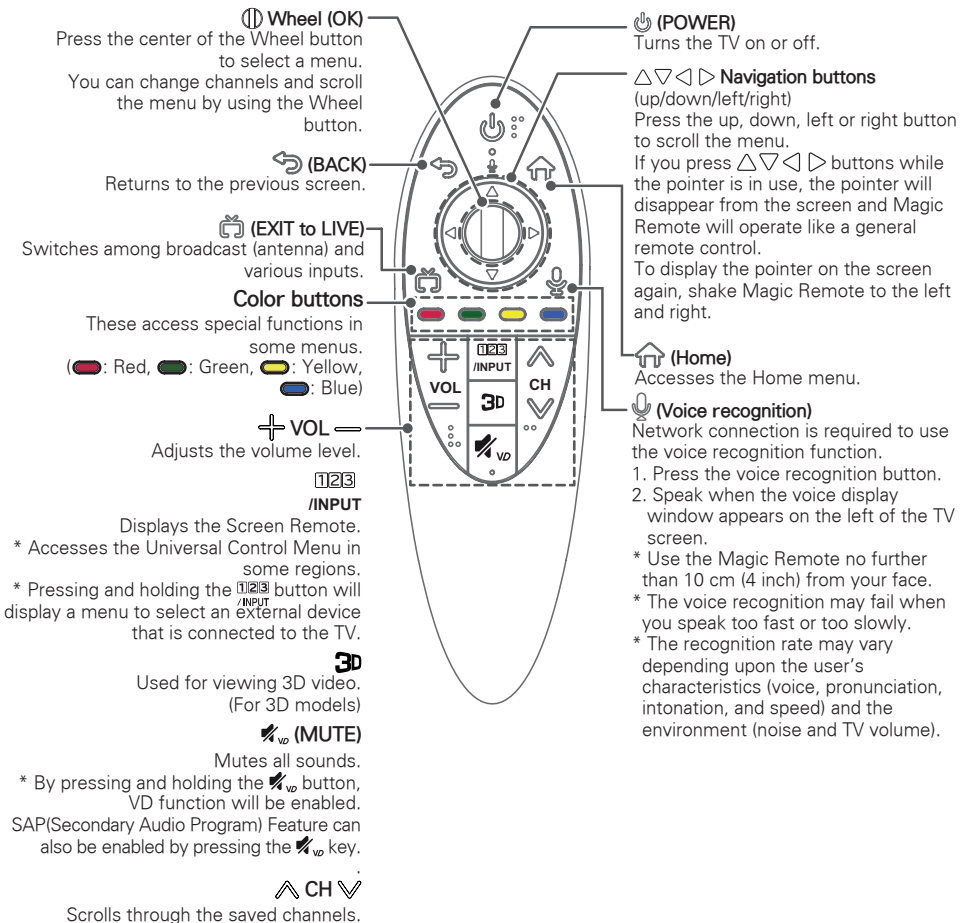 Wheel (OK)
Press the center of the Wheel button
to select a menu.
You can change channels and scroll
the menu by using the Wheel
button.
(BACK)
Returns to the previous screen.
(EXIT to LIVE)
Switches among broadcast (antenna) and
various inputs.
Color buttons
These access special functions in
some menus.
( : Red, : Green, : Yellow,
: Blue)
VOL
Adjusts the volume level.
123
/INPUT
Displays the Screen Remote.
* Accesses the Universal Control Menu in
some regions.
* Pressing and holding the 123 /INPUT button will
display a menu to select an external device
that is connected to the TV.
3D
Used for viewing 3D video.
(For 3D models)
VD (MUTE)
Mutes all sounds.
* By pressing and holding the VD button,
VD function will be enabled.
SAP(Secondary Audio Program) Feature can
also be enabled by pressing the VD key.
.
CH
Scrolls through the saved channels.
123
/INPUT
VOL
CH
3D
VD
(POWER)
Turns the TV on or off.
△▽◁ ▷ Navigation buttons
(up/down/left/right)
Press the up, down, left or right button
to scroll the menu.
If you press △▽◁ ▷ buttons while
the pointer is in use, the pointer will
disappear from the screen and Magic
Remote will operate like a general
remote control.
To display the pointer on the screen
again, shake Magic Remote to the left
and right.
(Home)
Accesses the Home menu.
(Voice recognition)
Network connection is required to use
the voice recognition function.
1. Press the voice recognition button.
2. Speak when the voice display
window appears on the left of the TV
screen.
* Use the Magic Remote no further
than 10 cm (4 inch) from your face.
* The voice recognition may fail when
you speak too fast or too slowly.
* The recognition rate may vary
depending upon the user's
characteristics (voice, pronunciation,
intonation, and speed) and the
environment (noise and TV volume).